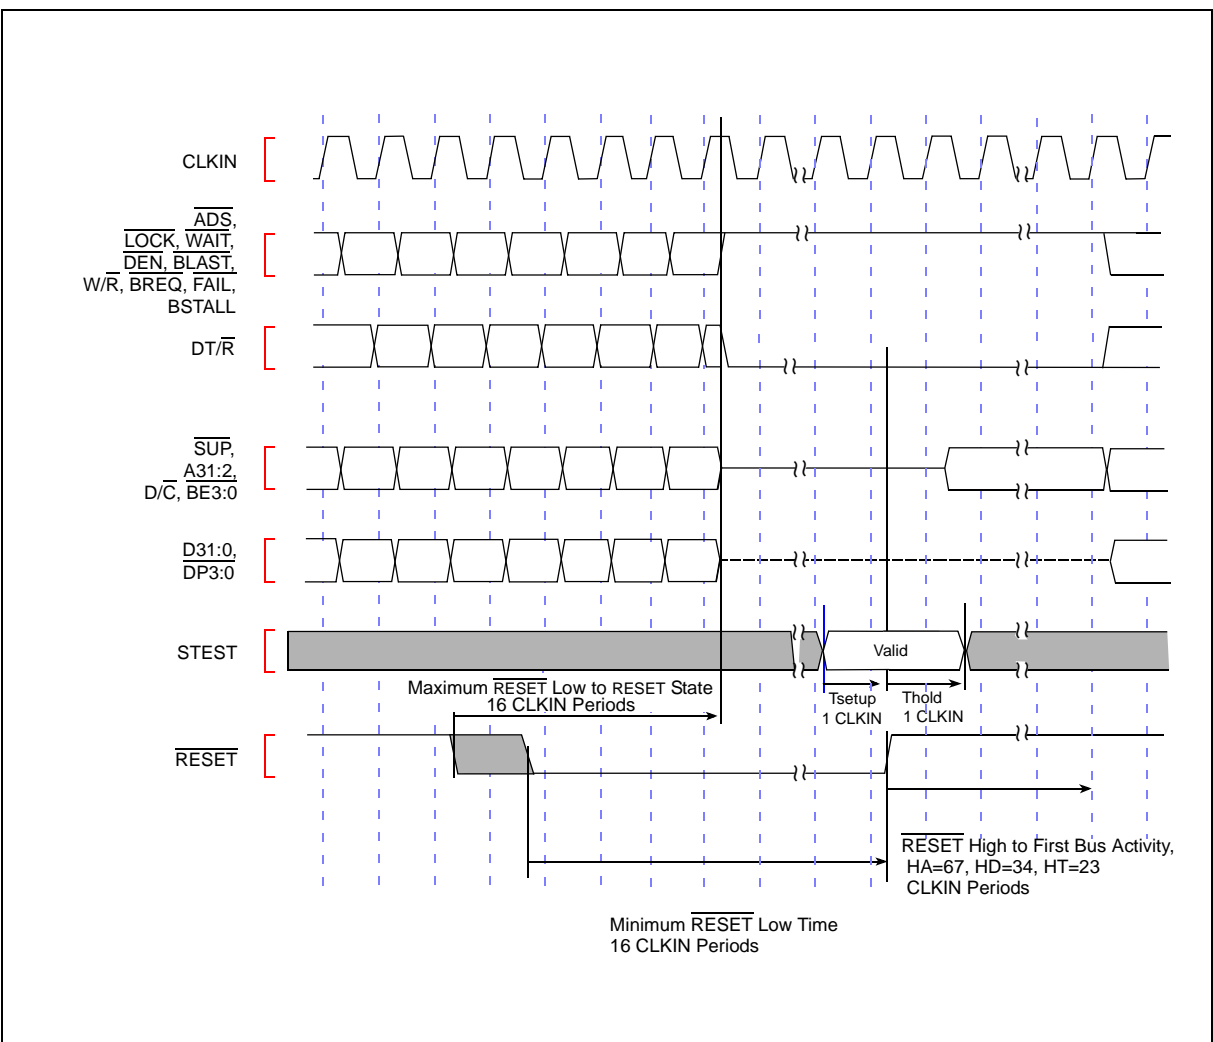 CLKIN
ADS,
LOCK, WAIT,
DEN, BLAST,
W/R, BREQ, FAIL,
BSTALL
DT/R
SUP,
A31:2,
D/C, BE3:0
D31:0,
DP3:0
STEST
Valid
Maximum RESET Low to RESET State
16 CLKIN Periods
Tsetup
1 CLKIN
Thold
1 CLKIN
RESET
RESET High to First Bus Activity,
HA=67, HD=34, HT=23
CLKIN Periods
Minimum RESET Low Time
16 CLKIN Periods